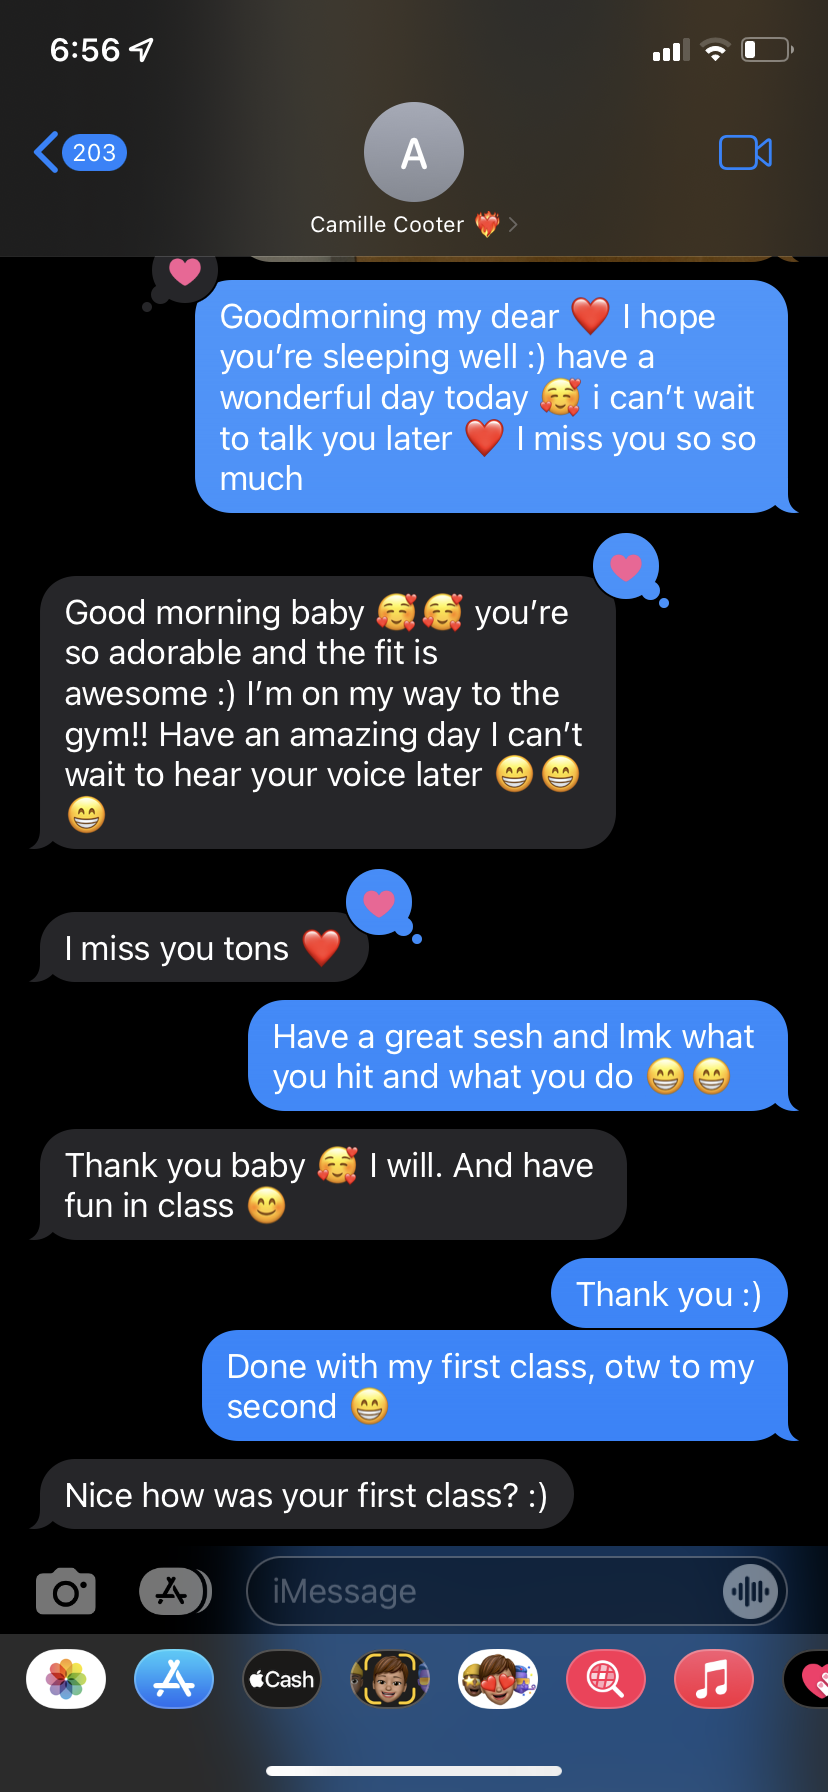 6:56
203
A
Camille Cooter ❤️‍🔥
Goodmorning my dear ❤️ I hope
you're sleeping well :) have a
wonderful day today 🥰 i can't wait
to talk you later ❤️ I miss you so so
much
Good morning baby 🥰🥰 you're
so adorable and the fit is
awesome :) I'm on my way to the
gym!! Have an amazing day I can't
wait to hear your voice later 😁😁
😁
I miss you tons ❤️
Have a great sesh and lmk what
you hit and what you do 😁😁
Thank you baby 🥰 I will. And have
fun in class 😊
Thank you :)
Done with my first class, otw to my
second 😁
Nice how was your first class? :)
iMessage
Cash